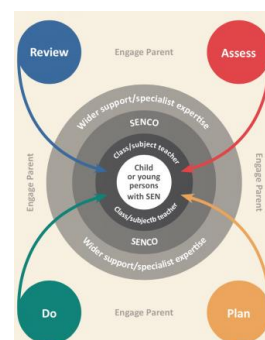 Review
Engage Parent
Assess
Wider support/specialist expertise
SENCO
Class/subject teacher
Engage Parent
Child
or young
persons
with SEN
Engage Parent
Class/subjectb teacher
SENCO
Wider support/specialist expertise
Do
Engage Parent
Plan